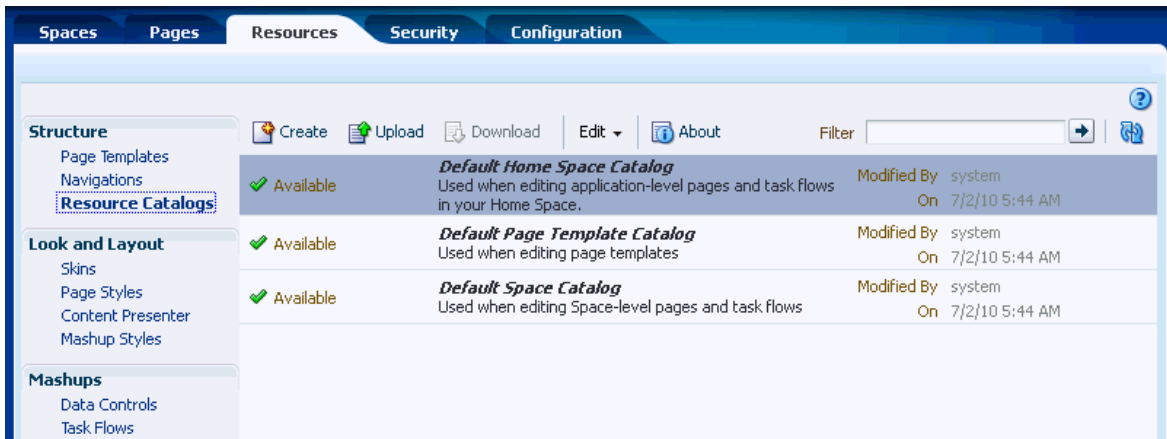 Spaces Pages Resources Security Configuration
Structure
Page Templates
Navigations
Resource Catalogs
Look and Layout
Skins
Page Styles
Content Presenter
Mashup Styles
Mashups
Data Controls
Task Flows
Create Upload Download Edit About Filter
Available
Default Home Space Catalog
Used when editing application-level pages and task flows
in your Home Space.
Modified By system
On 7/2/10 5:44 AM
Available
Default Page Template Catalog
Used when editing page templates
Modified By system
On 7/2/10 5:44 AM
Available
Default Space Catalog
Used when editing Space-level pages and task flows
Modified By system
On 7/2/10 5:44 AM